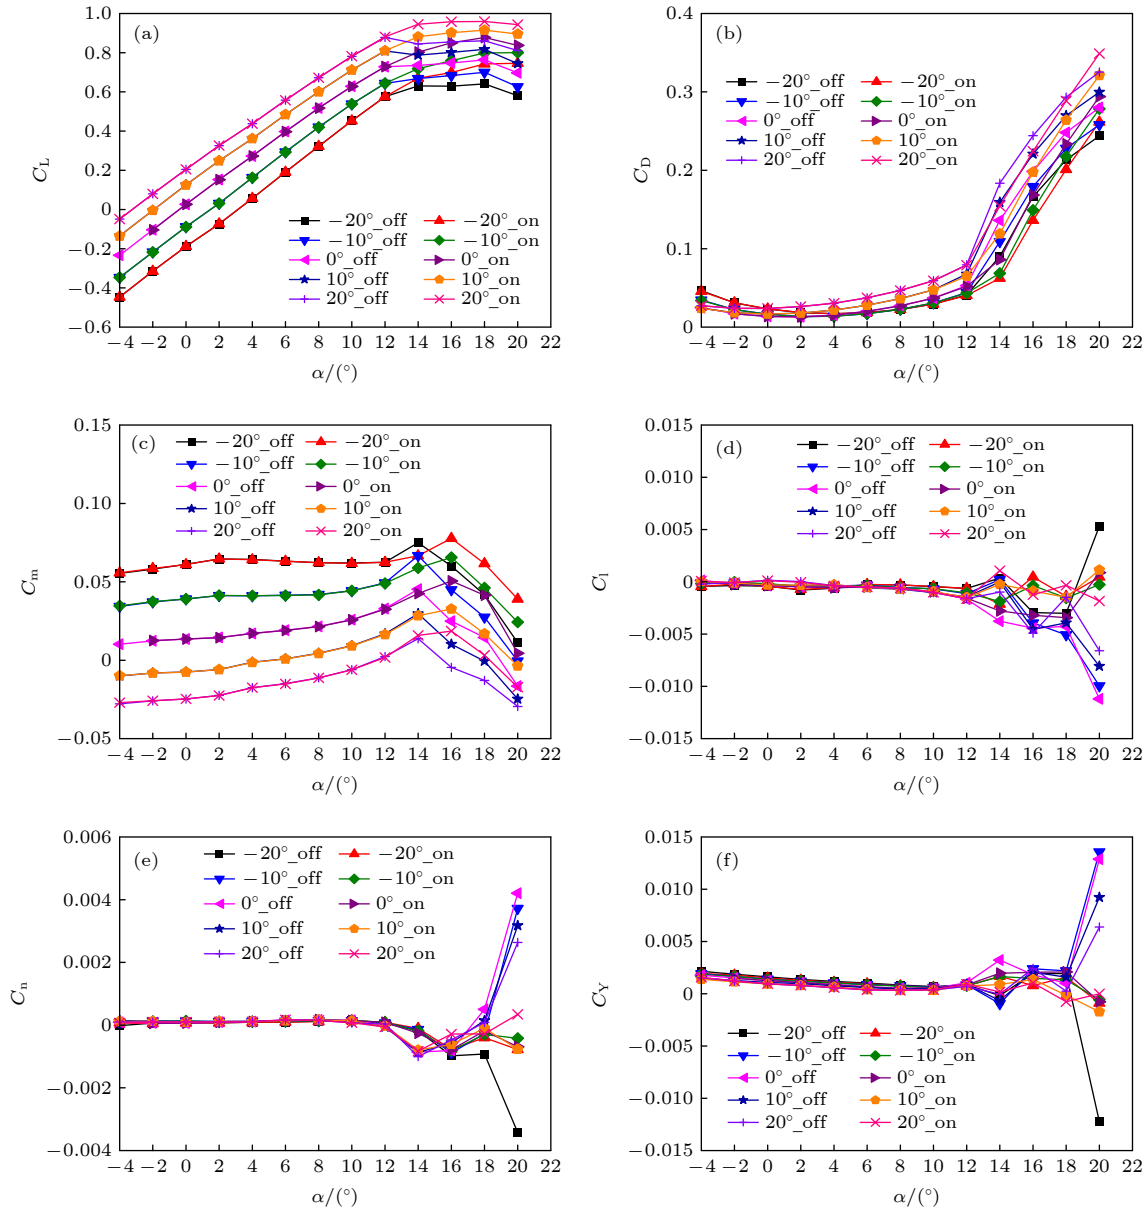 (a)
1.0
0.8
0.6
0.4
0.2
0
−0.2
−0.4
−0.6
C_L
−20°_off −20°_on
−10°_off −10°_on
0°_off 0°_on
10°_off 10°_on
20°_off 20°_on
−4 −2 0 2 4 6 8 10 12 14 16 18 20 22
α/(°)
(b)
0.4
0.3
0.2
0.1
0
C_D
−20°_off −20°_on
−10°_off −10°_on
0°_off 0°_on
10°_off 10°_on
20°_off 20°_on
−4 −2 0 2 4 6 8 10 12 14 16 18 20 22
α/(°)
(c)
0.15
0.10
0.05
0
−0.05
C_m
−20°_off −20°_on
−10°_off −10°_on
0°_off 0°_on
10°_off 10°_on
20°_off 20°_on
−4 −2 0 2 4 6 8 10 12 14 16 18 20 22
α/(°)
(d)
0.015
0.010
0.005
0
−0.005
−0.010
−0.015
C_l
−20°_off −20°_on
−10°_off −10°_on
0°_off 0°_on
10°_off 10°_on
20°_off 20°_on
−4 −2 0 2 4 6 8 10 12 14 16 18 20 22
α/(°)
(e)
0.006
0.004
0.002
0
−0.002
−0.004
C_n
−20°_off −20°_on
−10°_off −10°_on
0°_off 0°_on
10°_off 10°_on
20°_off 20°_on
−4 −2 0 2 4 6 8 10 12 14 16 18 20 22
α/(°)
(f)
0.015
0.010
0.005
0
−0.005
−0.010
−0.015
C_Y
−20°_off −20°_on
−10°_off −10°_on
0°_off 0°_on
10°_off 10°_on
20°_off 20°_on
−4 −2 0 2 4 6 8 10 12 14 16 18 20 22
α/(°)